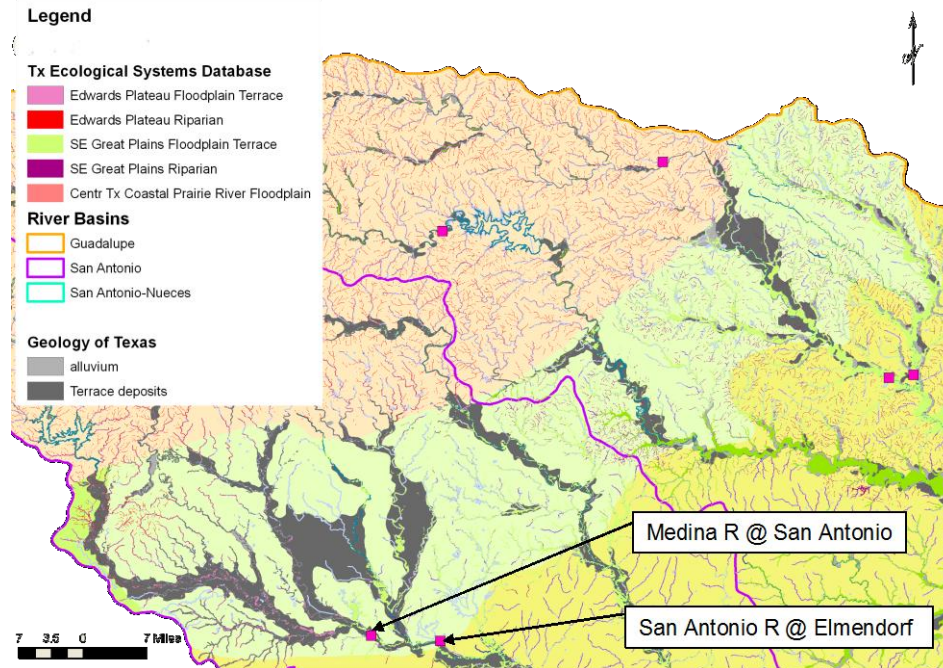 Legend
Tx Ecological Systems Database
Edwards Plateau Floodplain Terrace
Edwards Plateau Riparian
SE Great Plains Floodplain Terrace
SE Great Plains Riparian
Centr Tx Coastal Prairie River Floodplain
River Basins
Guadalupe
San Antonio
San Antonio-Nueces
Geology of Texas
alluvium
Terrace deposits
Medina R @ San Antonio
San Antonio R @ Elmendorf
7 3.5 0 7 Miles